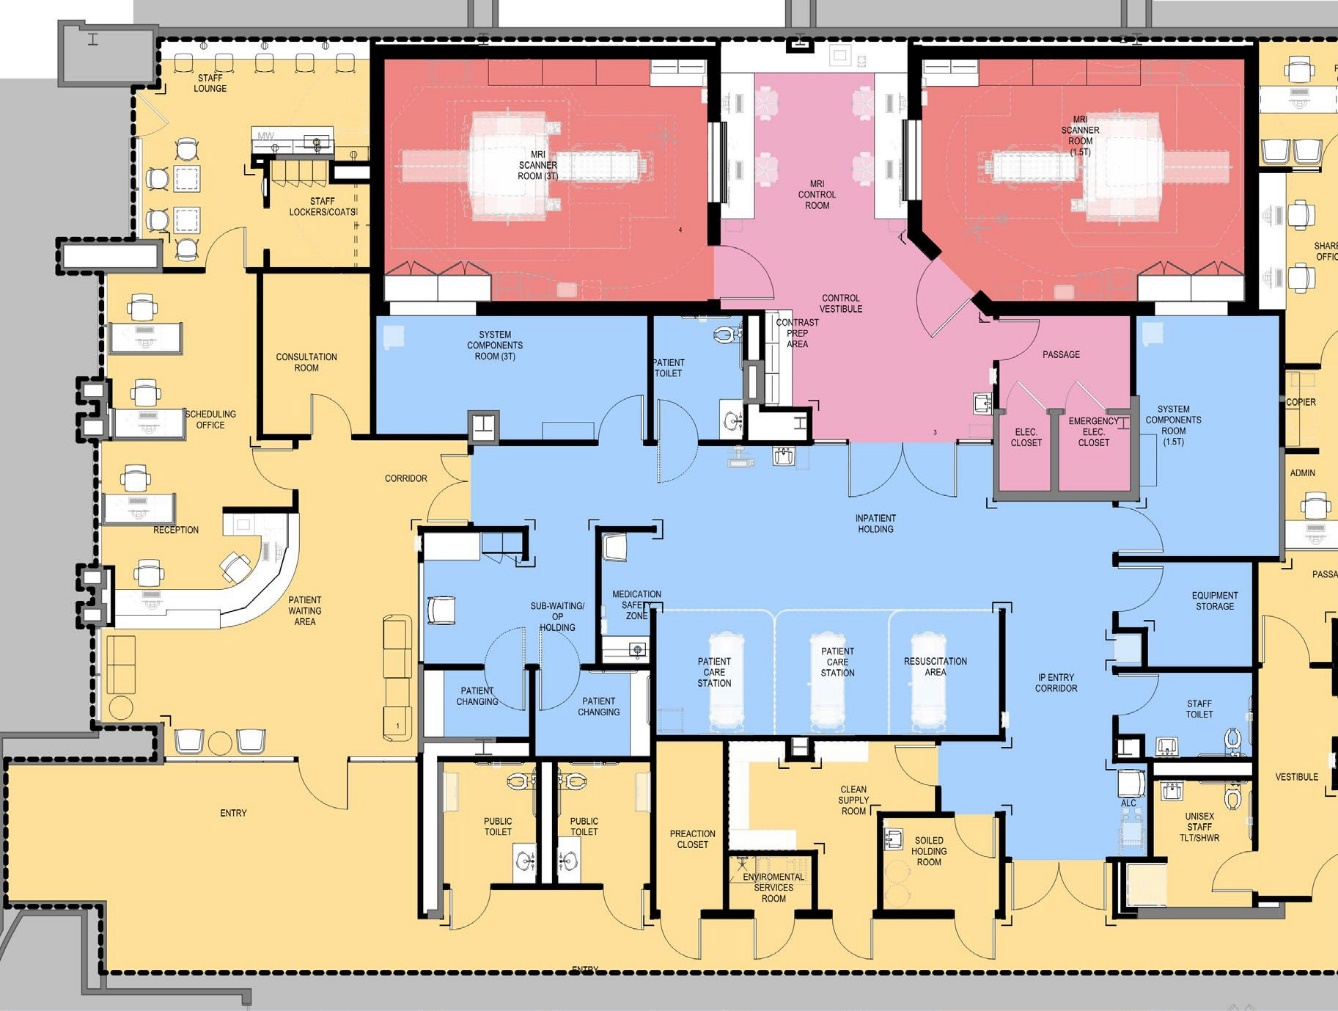 STAFF
LOUNGE
MW
STAFF
LOCKERS/COATS
MRI
SCANNER
ROOM (3T)
4
MRI
CONTROL
ROOM
MRI
SCANNER
ROOM
(1.5T)
CONTROL
VESTIBULE
CONTRAST
PREP
AREA
3
PASSAGE
ELEC.
CLOSET
EMERGENCY
ELEC.
CLOSET
SYSTEM
COMPONENTS
ROOM (3T)
PATIENT
TOILET
SYSTEM
COMPONENTS
ROOM
(1.5T)
COPIER
ADMIN
CONSULTATION
ROOM
SCHEDULING
OFFICE
CORRIDOR
RECEPTION
PATIENT
WAITING
AREA
1
INPATIENT
HOLDING
SUB-WAITING/
OP
HOLDING
MEDICATION
SAFETY
ZONE
EQUIPMENT
STORAGE
PATIENT
CARE
STATION
PATIENT
CARE
STATION
RESUSCITATION
AREA
IP ENTRY
CORRIDOR
PATIENT
CHANGING
PATIENT
CHANGING
STAFF
TOILET
VESTIBULE
ALC
UNISEX
STAFF
TLT/SHWR
ENTRY
PUBLIC
TOILET
PUBLIC
TOILET
PREACTION
CLOSET
CLEAN
SUPPLY
ROOM
SOILED
HOLDING
ROOM
ENVIROMENTAL
SERVICES
ROOM
ENTRY